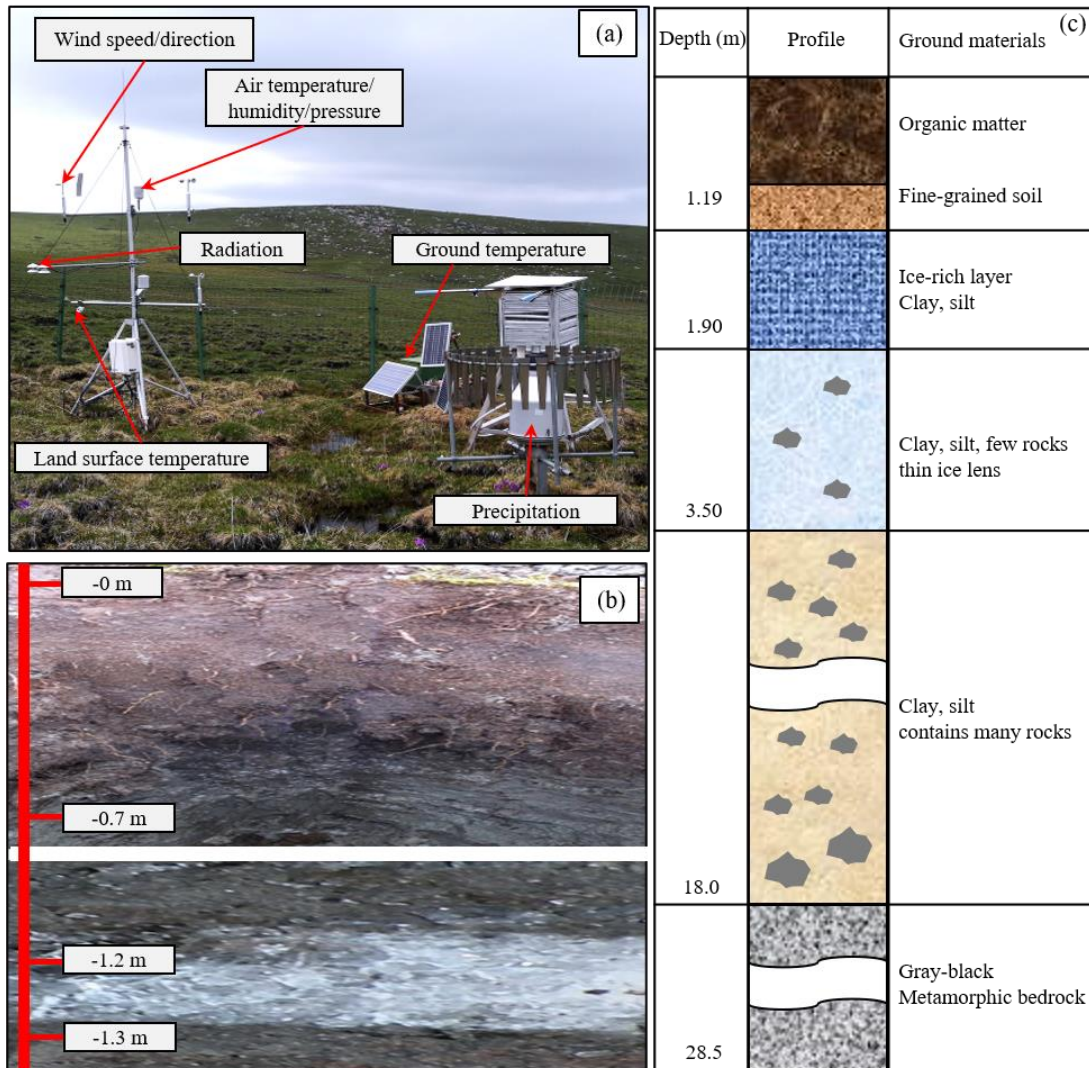 (a)
Wind speed/direction
Air temperature/
humidity/pressure
Radiation
Ground temperature
Land surface temperature
Precipitation
(b)
-0 m
-0.7 m
-1.2 m
-1.3 m
(c)
Depth (m)
Profile
Ground materials
Organic matter
1.19
Fine-grained soil
Ice-rich layer
Clay, silt
1.90
Clay, silt, few rocks
thin ice lens
3.50
Clay, silt
contains many rocks
18.0
Gray-black
Metamorphic bedrock
28.5